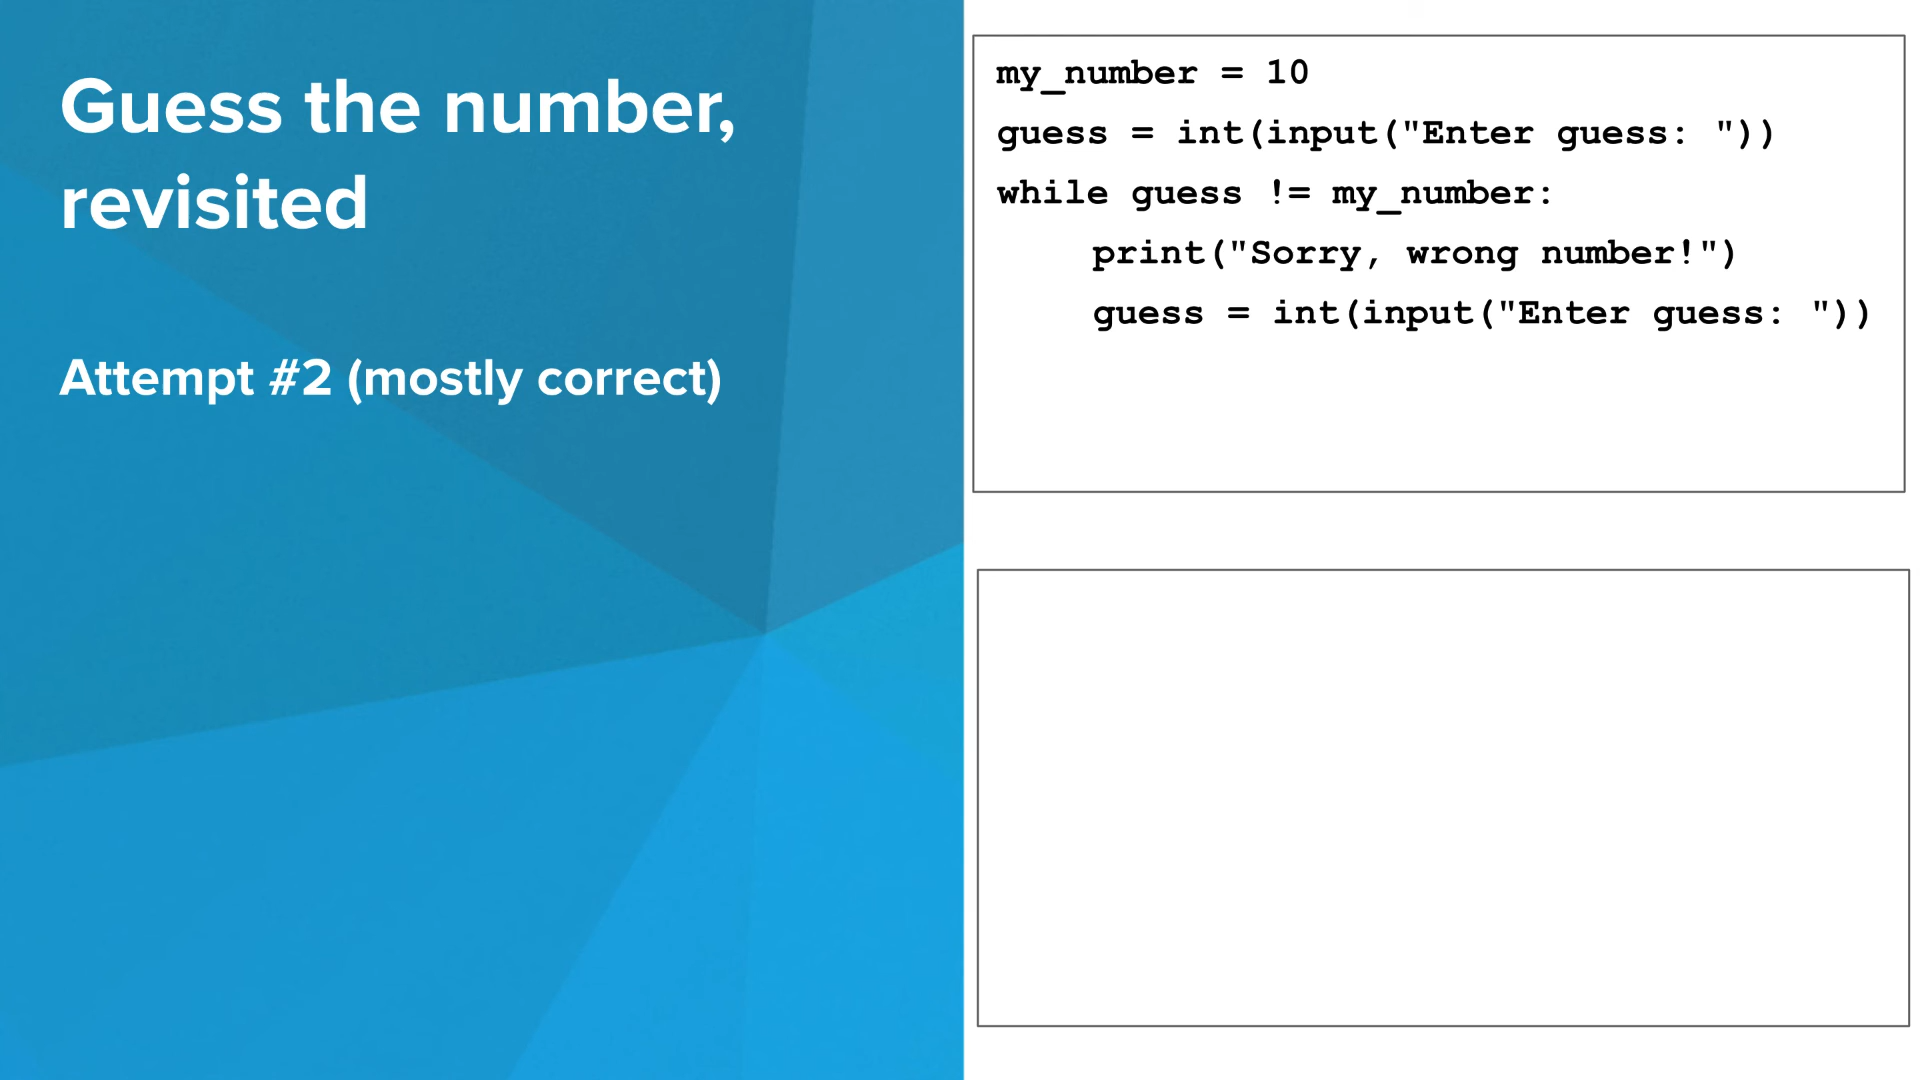 Guess the number,
revisited
Attempt #2 (mostly correct)
my_number = 10
guess = int(input("Enter guess: "))
while guess != my_number:
    print("Sorry, wrong number!")
    guess = int(input("Enter guess: "))